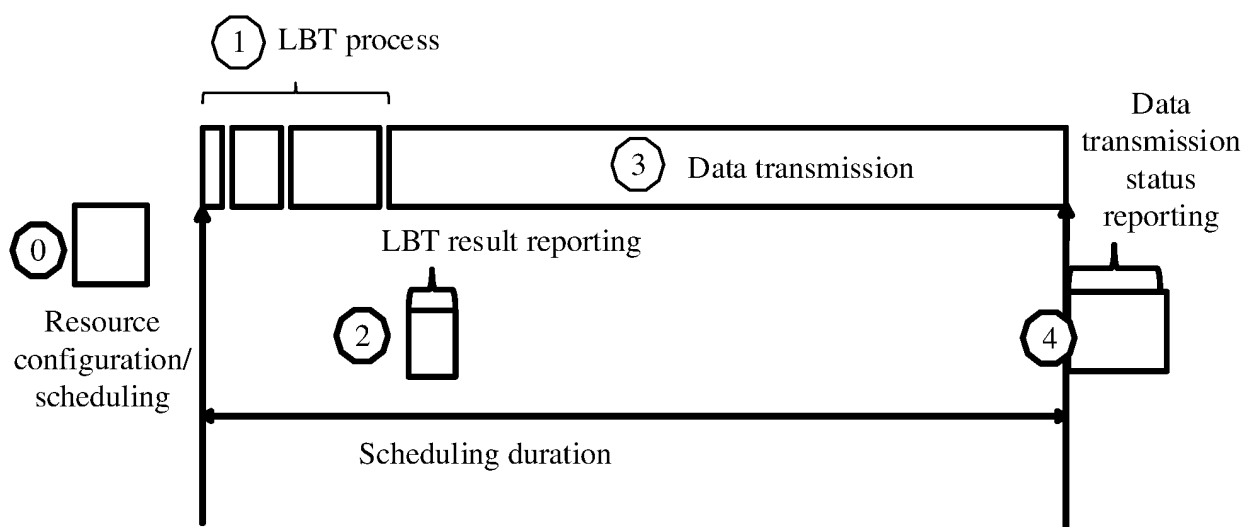 1 LBT process
Data
transmission
status
reporting
3 Data transmission
0
LBT result reporting
2
4
Resource
configuration/
scheduling
Scheduling duration